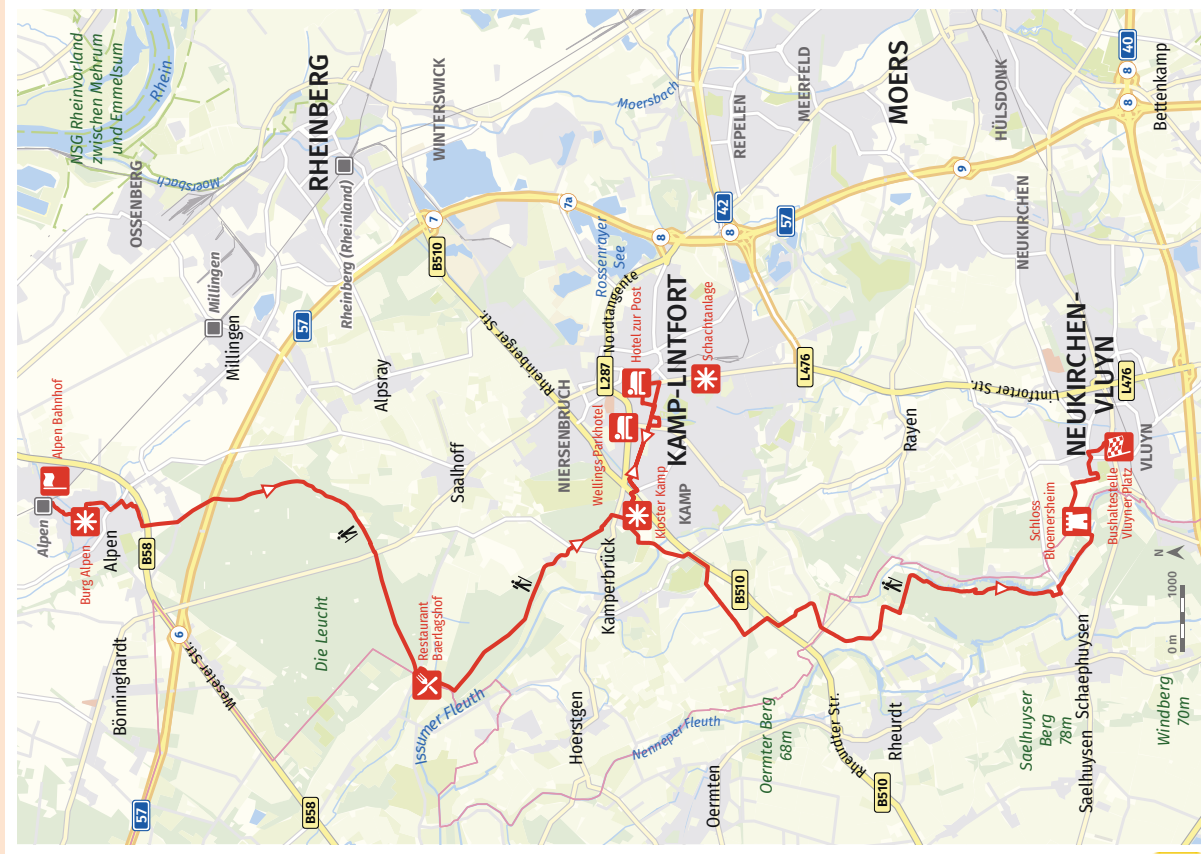 NSG Rheinvorland
zwischen Mehrum
und Emmelsum
Rhein
Moersbach
OSSENBERG
RHEINBERG
WINTERSWICK
Moersbach
MEERFELD
MOERS
HÜLSDONK
40
8
8
Bettenkamp
Millingen
Millingen
Rheinberg (Rheinland)
7
B510
7a
Rossenrayer
See
8
REPELEN
42
8
57
9
NEUKIRCHEN
57
Alpsray
Rheinberger Str.
Nordtangente
L287
Hotel zur Post
KAMP-LINTFORT
Schachtanlage
L476
Lintforter Str.
L476
NEUKIRCHEN-
VLUYN
VLUYN
Alpen Bahnhof
Alpen
Burg Alpen
Alpen
B58
Saalhoff
NIERSENBRUCH
Wellings Parkhotel
Kloster Kamp
KAMP
Rayen
Schloss
Bloemersheim
Bushaltestelle
Vluyner Platz
Bönninghardt
6
Weseler Str.
Die Leucht
Restaurant
Baerlagshof
Kamperbrück
B510
N
0 m
1000
57
B58
Issumer Fleuth
Hoerstgen
Nenneper Fleuth
Oermten
Oermter Berg
68m
Rheurdter Str.
B510
Rheurdt
Saelhuyser
Berg
78m
Saelhuysen
Schaephuysen
Windberg
70m